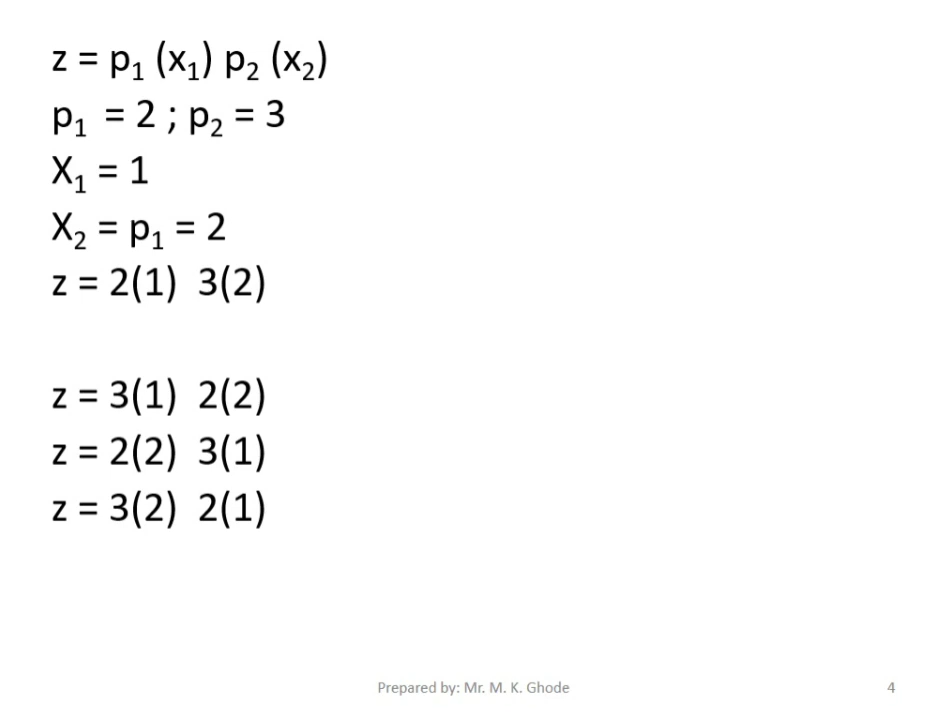 z = p₁ (x₁) p₂ (x₂)
p₁ = 2 ; p₂ = 3
X₁ = 1
X₂ = p₁ = 2
z = 2(1) 3(2)
z = 3(1) 2(2)
z = 2(2) 3(1)
z = 3(2) 2(1)
Prepared by: Mr. M. K. Ghode
4